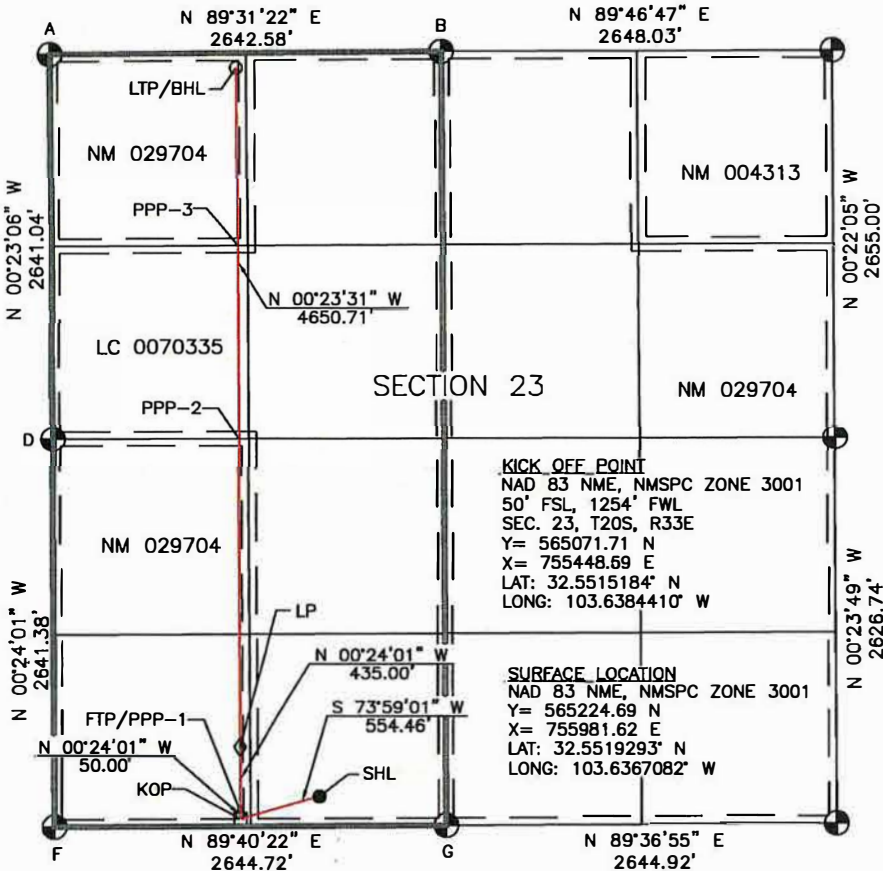 N 89°31'22" E
2642.58'
N 89°46'47" E
2648.03'
A
B
LTP/BHL
NM 029704
NM 004313
PPP-3
N 00°23'06" W
2641.04'
N 00°22'05" W
2655.00'
N 00°23'31" W
4650.71'
LC 0070335
SECTION 23
NM 029704
PPP-2
D
KICK OFF POINT
NAD 83 NME, NMSPC ZONE 3001
50' FSL, 1254' FWL
SEC. 23, T20S, R33E
Y= 565071.71 N
X= 755448.59 E
LAT: 32.5515184° N
LONG: 103.6384410° W
NM 029704
LP
N 00°24'01" W
2641.38'
N 00°23'49" W
2626.74'
N 00°24'01" W
435.00'
SURFACE LOCATION
NAD 83 NME, NMSPC ZONE 3001
Y= 565224.69 N
X= 755981.62 E
LAT: 32.5519293° N
LONG: 103.6367082° W
S 73°59'01" W
554.46'
FTP/PPP-1
N 00°24'01" W
50.00'
SHL
KOP
F
N 89°40'22" E
2644.72'
G
N 89°36'55" E
2644.92'